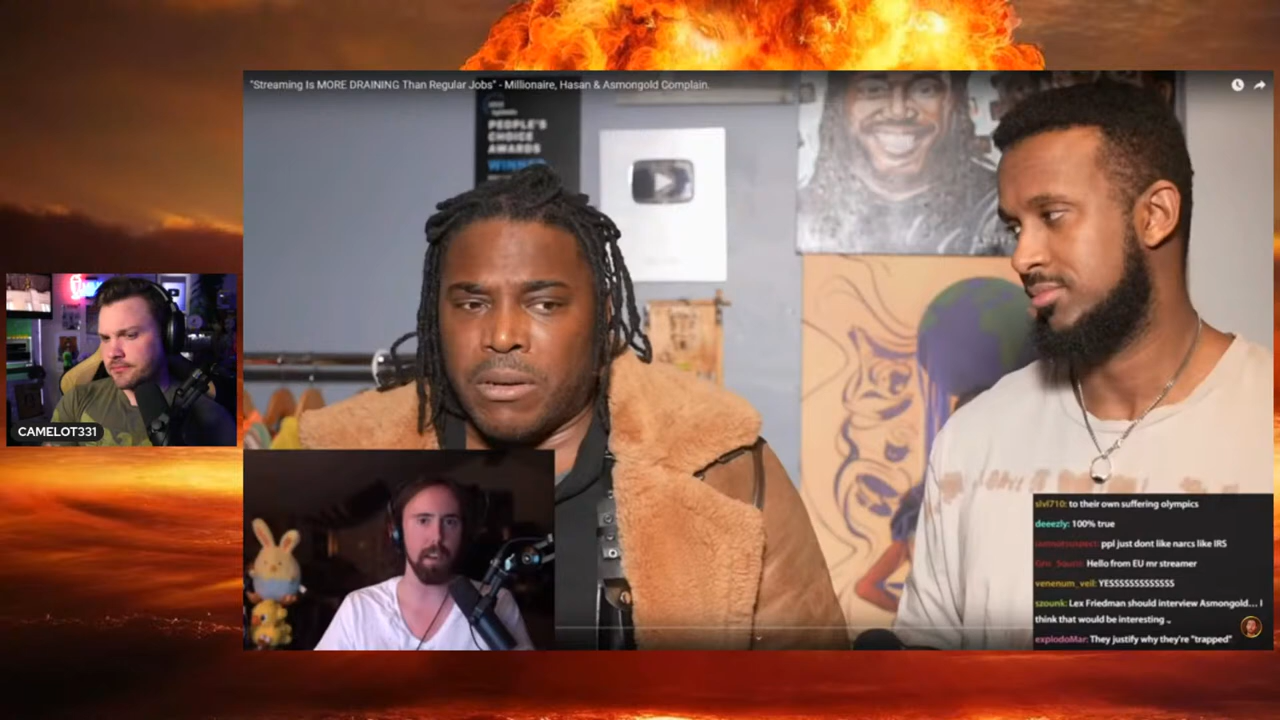 "Streaming Is MORE DRAINING Than Regular Jobs" - Millionaire, Hasan & Asmongold Complain.
PEOPLE'S
CHOICE
AWARDS
WINNER
CAMELOT331
slvl710: to their own suffering olympics
deeezly: 100% true
ppl just dont like narcs like IRS
Hello from EU mr streamer
venenum_veil: YESSSSSSSSSSSSS
szounk: Lex Friedman should interview Asmongold... I
think that would be interesting .,
explodoMar: They justify why they're "trapped"